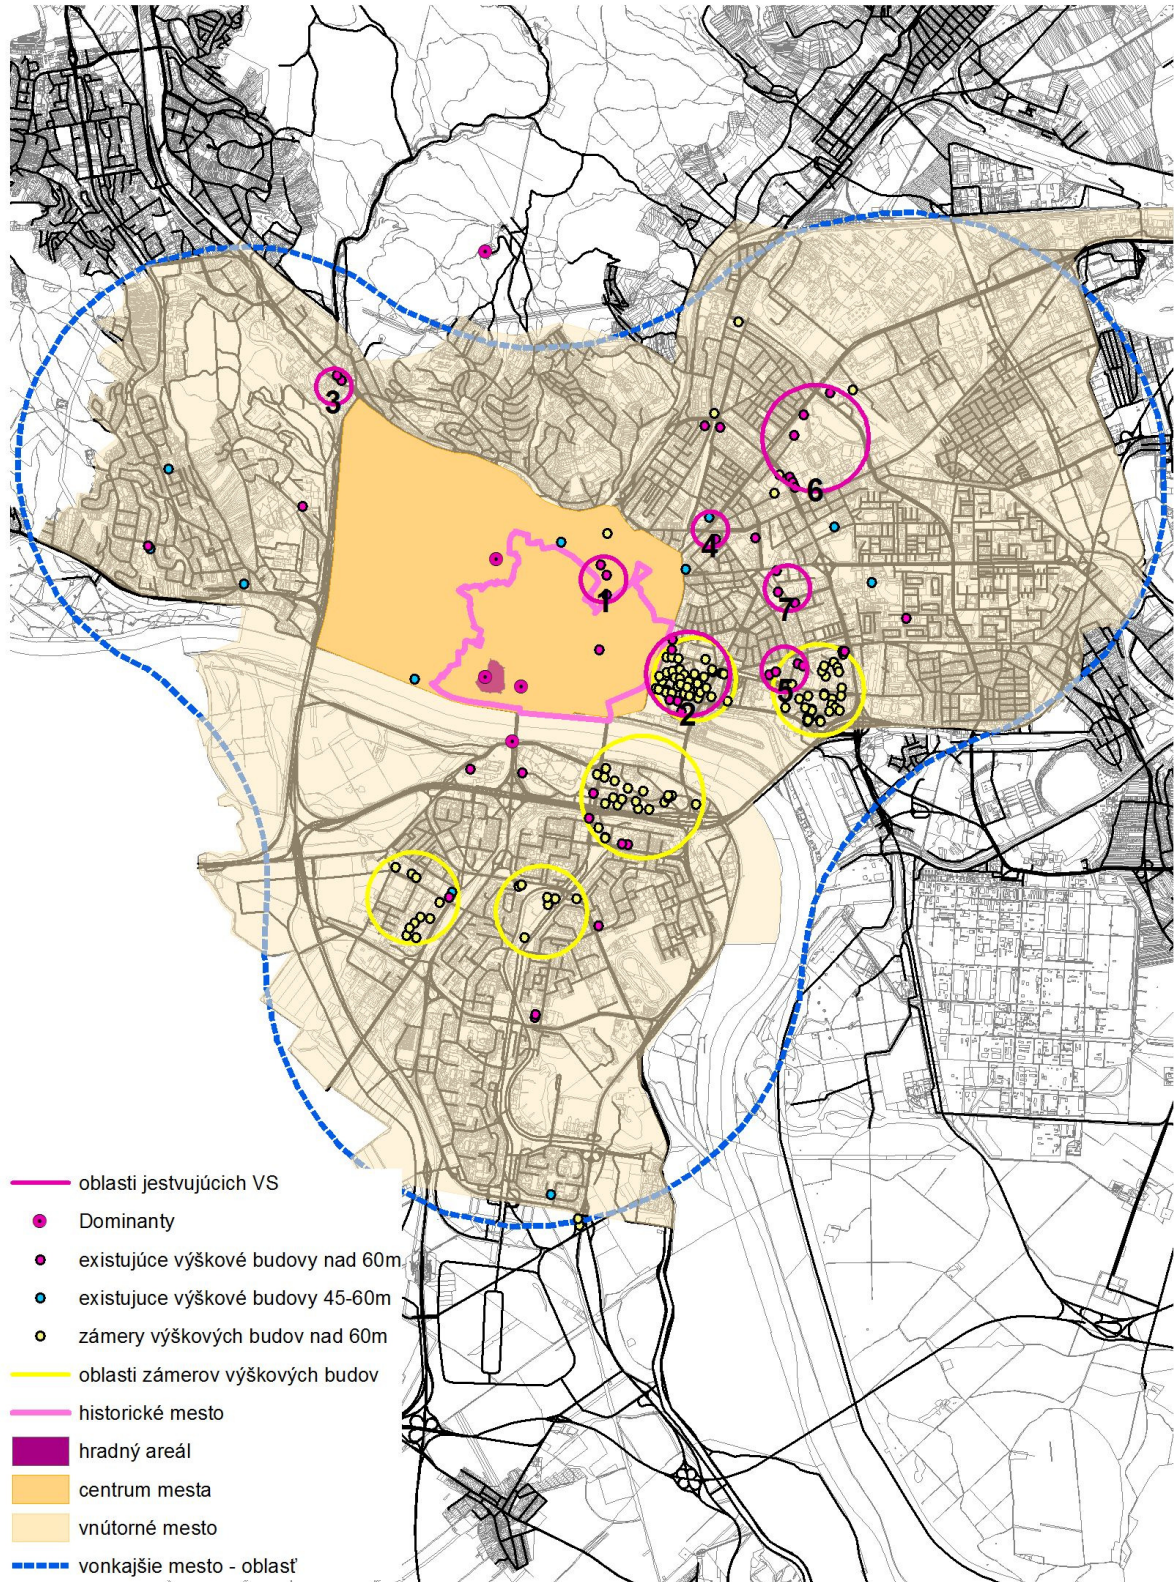 3
6
4
1
7
5
2
oblasti jestvujúcich VS
Dominanty
existujúce výškové budovy nad 60m
existujuce výškové budovy 45-60m
zámery výškových budov nad 60m
oblasti zámerov výškových budov
historické mesto
hradný areál
centrum mesta
vnútorné mesto
vonkajšie mesto - oblasť